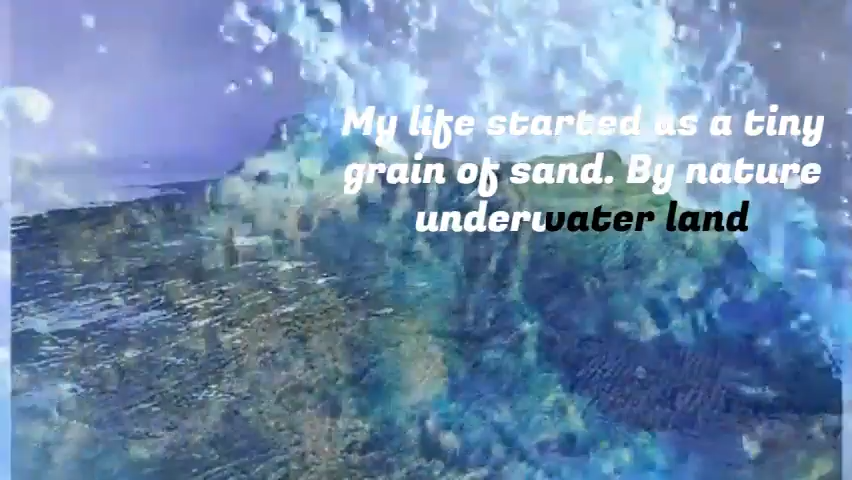 My life started as a tiny
grain of sand. By nature
underwater land